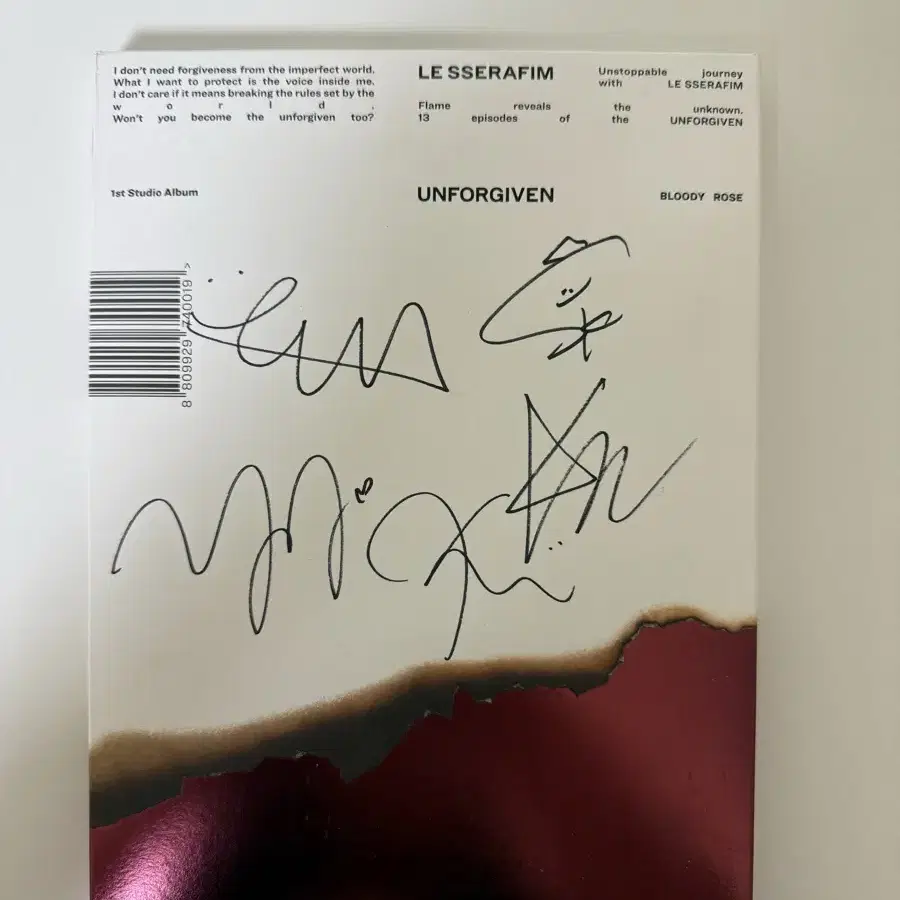 I don't need forgiveness from the imperfect world.
What I want to protect is the voice inside me.
I don't care if it means breaking the rules set by the
w o r l d .
Won't you become the unforgiven too?
LE SSERAFIM
Unstoppable journey
with LE SSERAFIM
Flame reveals the unknown.
13 episodes of the UNFORGIVEN
1st Studio Album
UNFORGIVEN
BLOODY ROSE
8 809929 740019 >